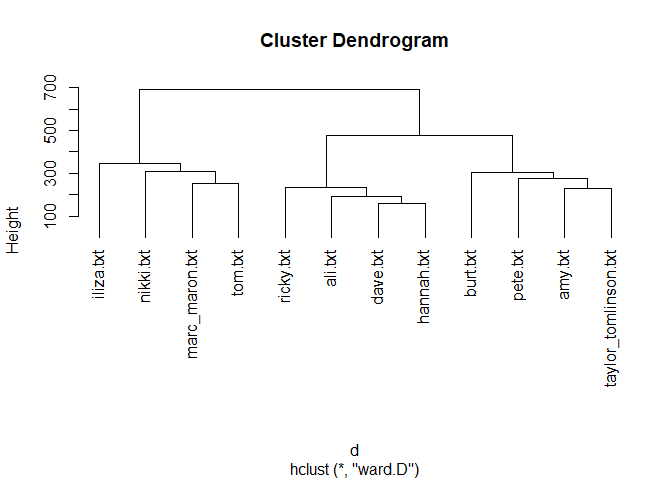 Cluster Dendrogram
Height
700
500
300
100
iliza.txt
nikki.txt
marc_maron.txt
tom.txt
ricky.txt
ali.txt
dave.txt
hannah.txt
burt.txt
pete.txt
amy.txt
taylor_tomlinson.txt
d
hclust (*, "ward.D")